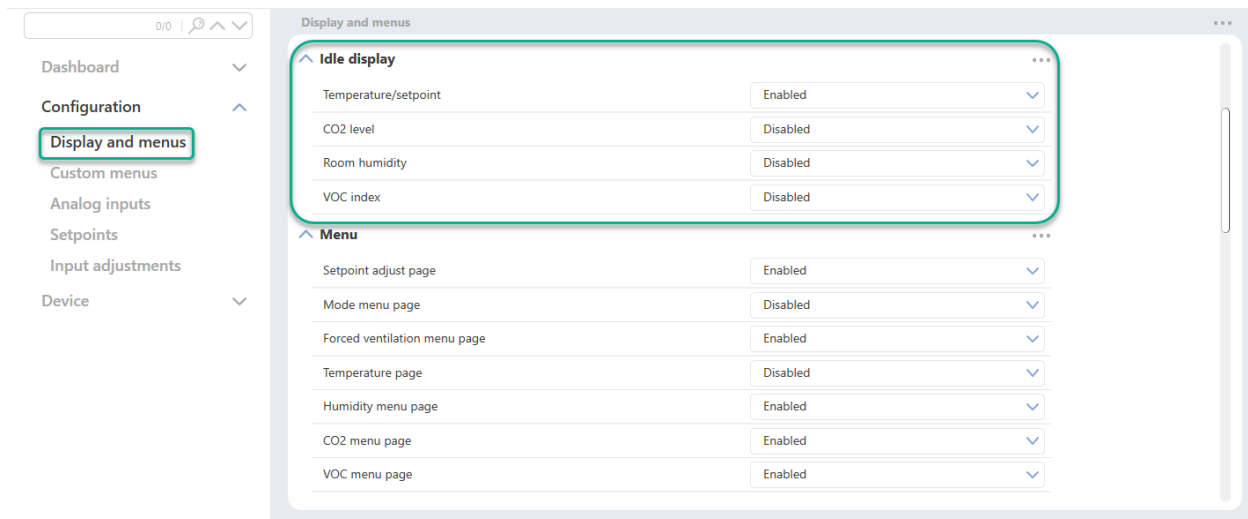 0/0
Dashboard
Configuration
Display and menus
Custom menus
Analog inputs
Setpoints
Input adjustments
Device
Display and menus
Idle display
Temperature/setpoint Enabled
CO2 level Disabled
Room humidity Disabled
VOC index Disabled
Menu
Setpoint adjust page Enabled
Mode menu page Disabled
Forced ventilation menu page Enabled
Temperature page Disabled
Humidity menu page Enabled
CO2 menu page Enabled
VOC menu page Enabled